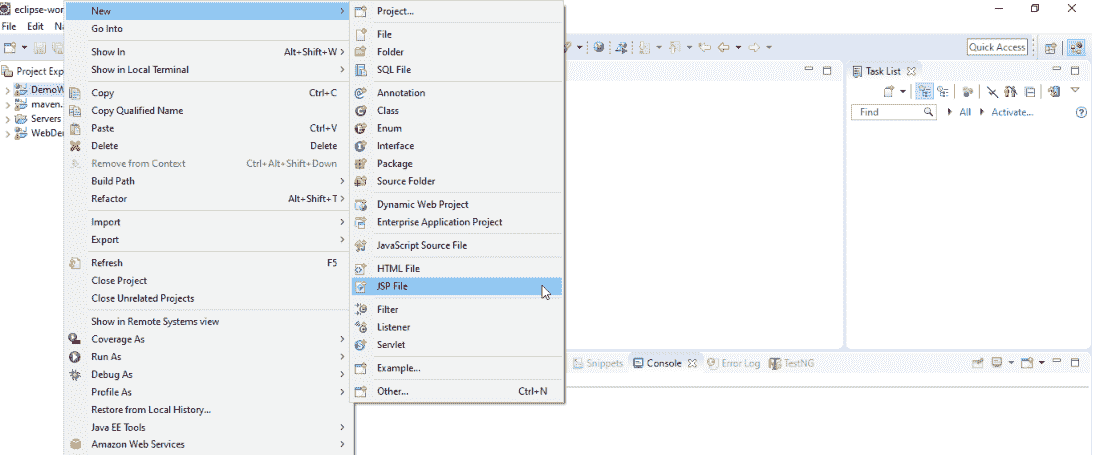 eclipse-wor
File Edit Na
Quick Access
Project Exp
DemoW
maven.
Servers
WebDer
New
Go Into
Show In Alt+Shift+W >
Show in Local Terminal >
Copy Ctrl+C
Copy Qualified Name
Paste Ctrl+V
Delete Delete
Remove from Context Ctrl+Alt+Shift+Down
Build Path >
Refactor Alt+Shift+T >
Import >
Export >
Refresh F5
Close Project
Close Unrelated Projects
Show in Remote Systems view
Coverage As >
Run As >
Debug As >
Profile As >
Restore from Local History...
Java EE Tools >
Amazon Web Services >
Project...
File
Folder
SQL File
Annotation
Class
Enum
Interface
Package
Source Folder
Dynamic Web Project
Enterprise Application Project
JavaScript Source File
HTML File
JSP File
Filter
Listener
Servlet
Example...
Other... Ctrl+N
Task List
Find All Activate...
Snippets Console Error Log TestNG